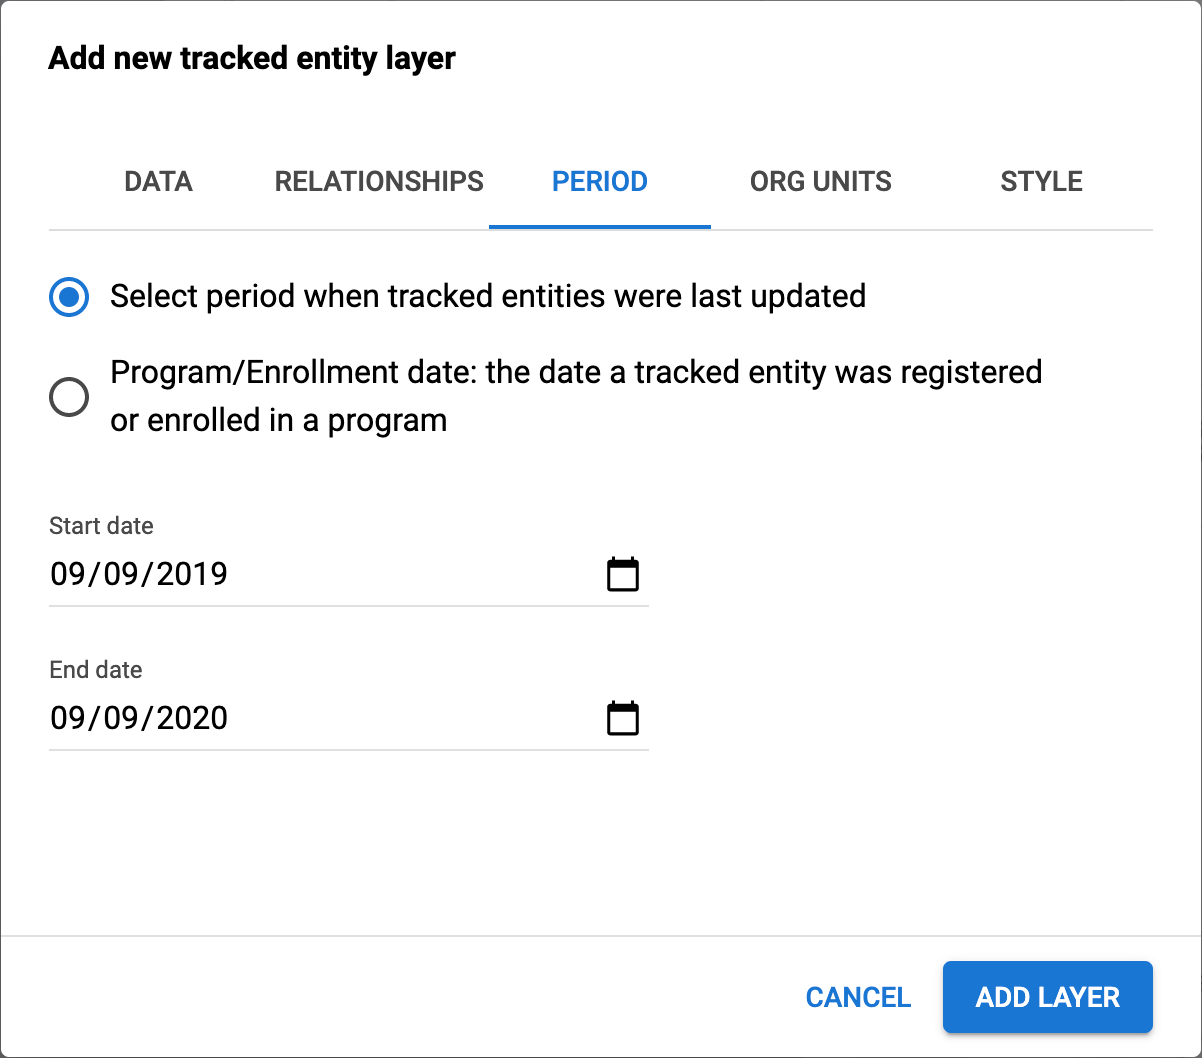 Add new tracked entity layer
DATA RELATIONSHIPS PERIOD ORG UNITS STYLE
Select period when tracked entities were last updated
Program/Enrollment date: the date a tracked entity was registered
or enrolled in a program
Start date
09/09/2019
End date
09/09/2020
CANCEL ADD LAYER